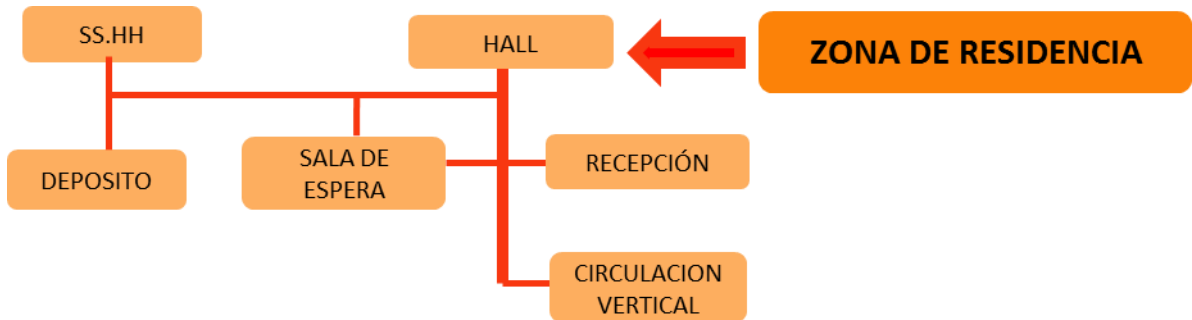 SS.HH
HALL
ZONA DE RESIDENCIA
DEPOSITO
SALA DE
ESPERA
RECEPCIÓN
CIRCULACION
VERTICAL